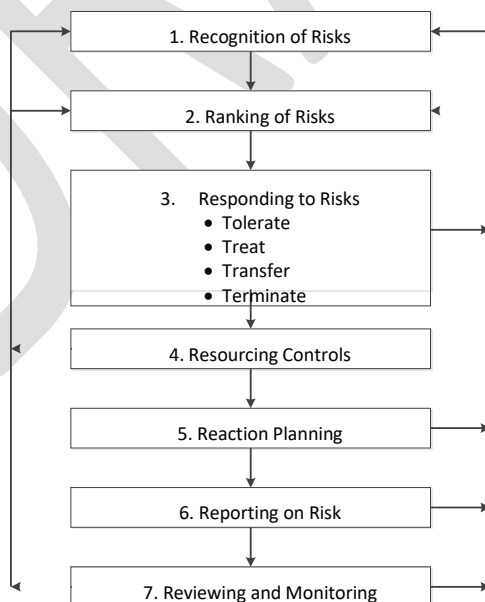 1. Recognition of Risks
2. Ranking of Risks
3. Responding to Risks
• Tolerate
• Treat
• Transfer
• Terminate
4. Resourcing Controls
5. Reaction Planning
6. Reporting on Risk
7. Reviewing and Monitoring